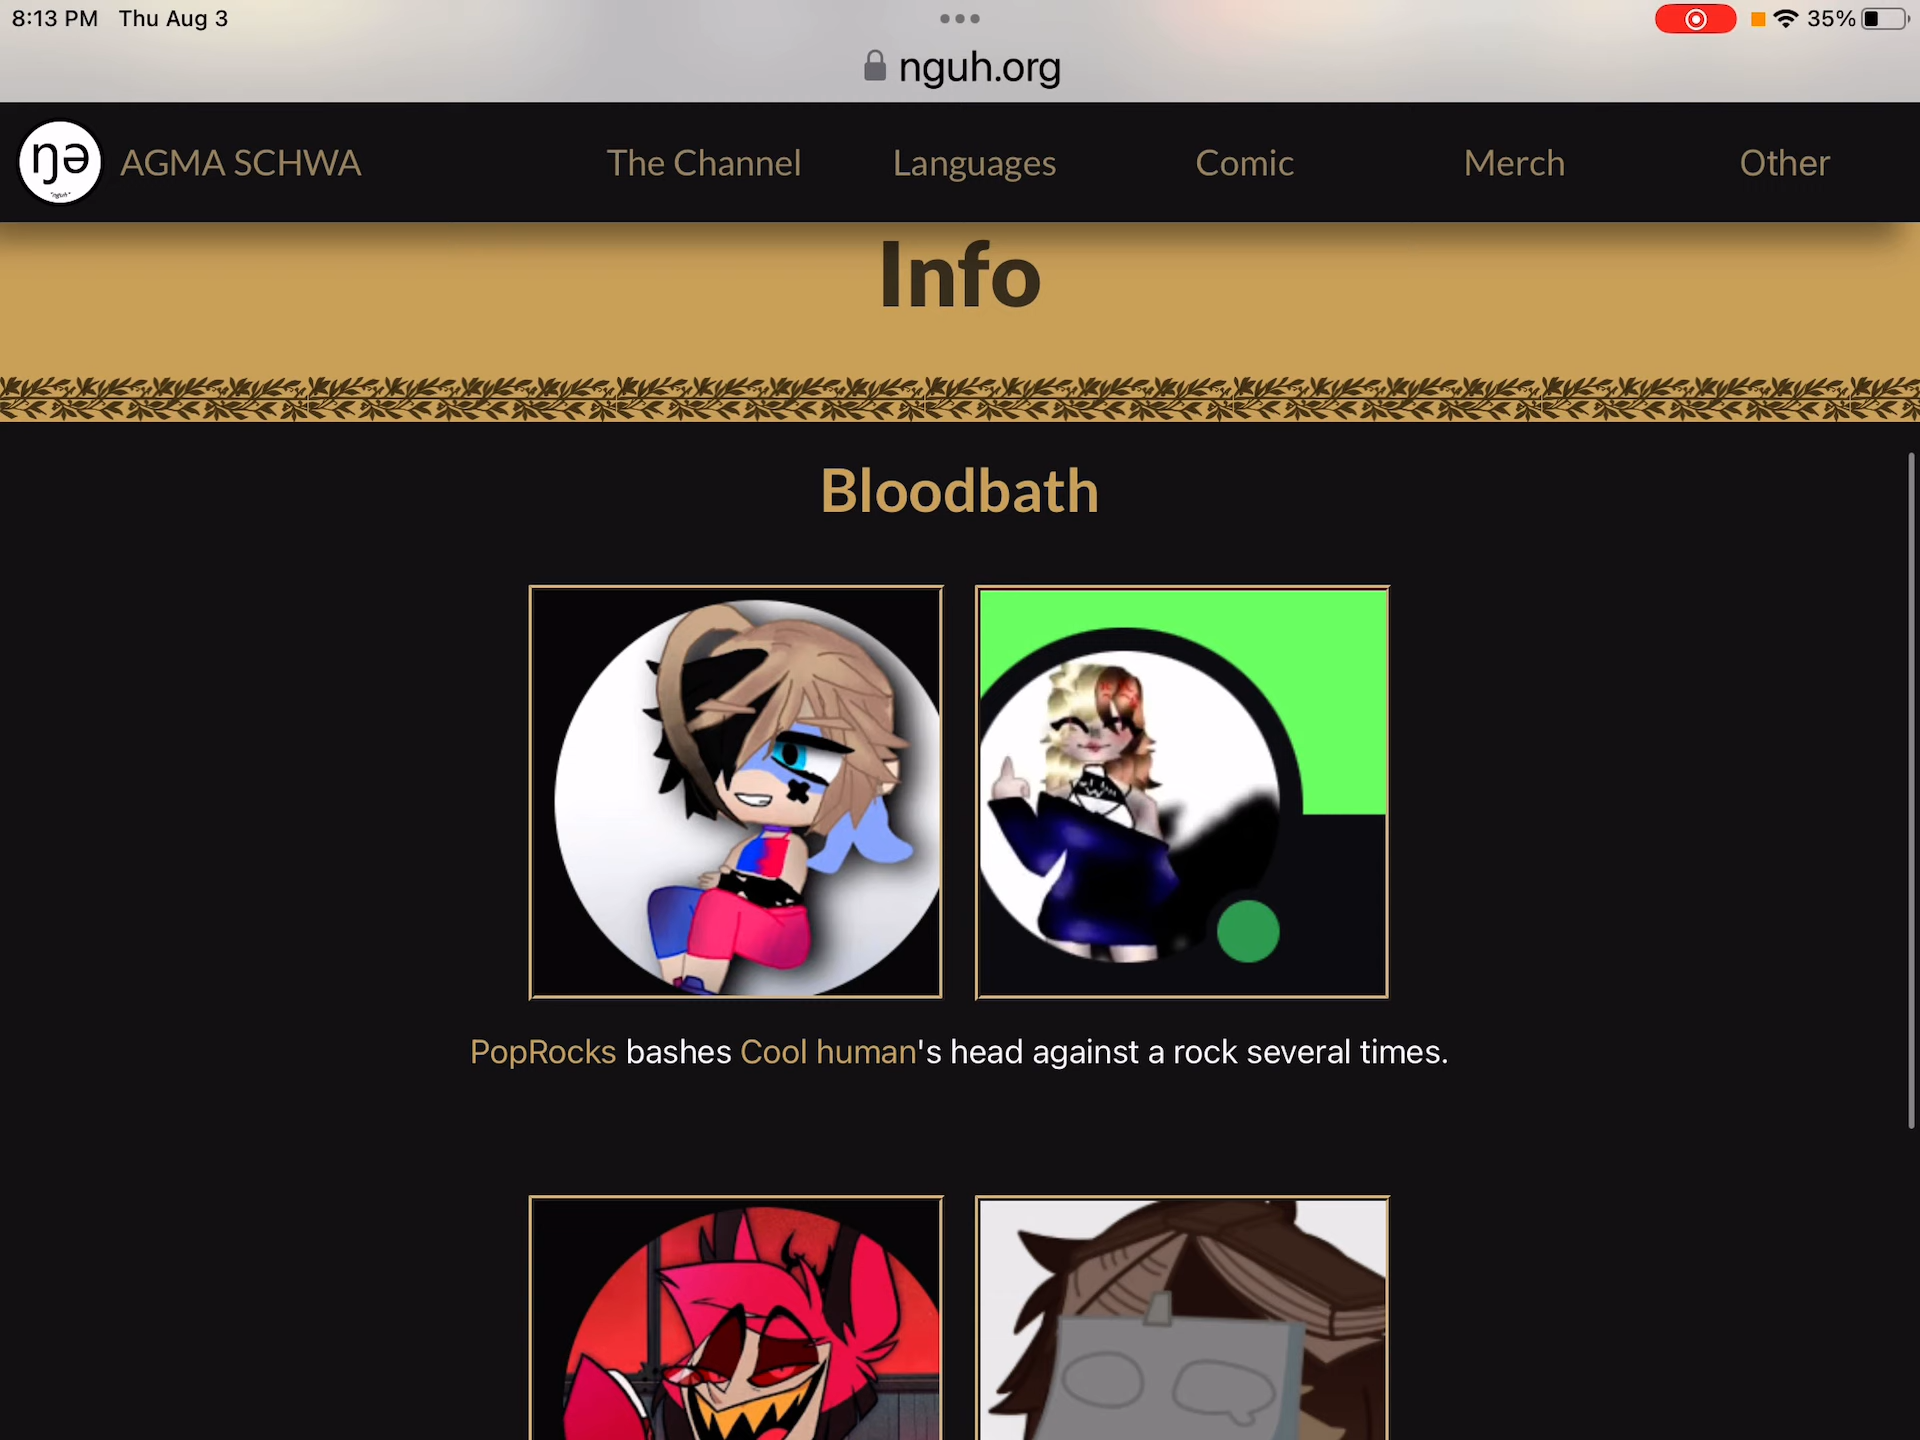 8:13 PM Thu Aug 3
35%
nguh.org
ŋə AGMA SCHWA The Channel Languages Comic Merch Other
Info
Bloodbath
PopRocks bashes Cool human's head against a rock several times.